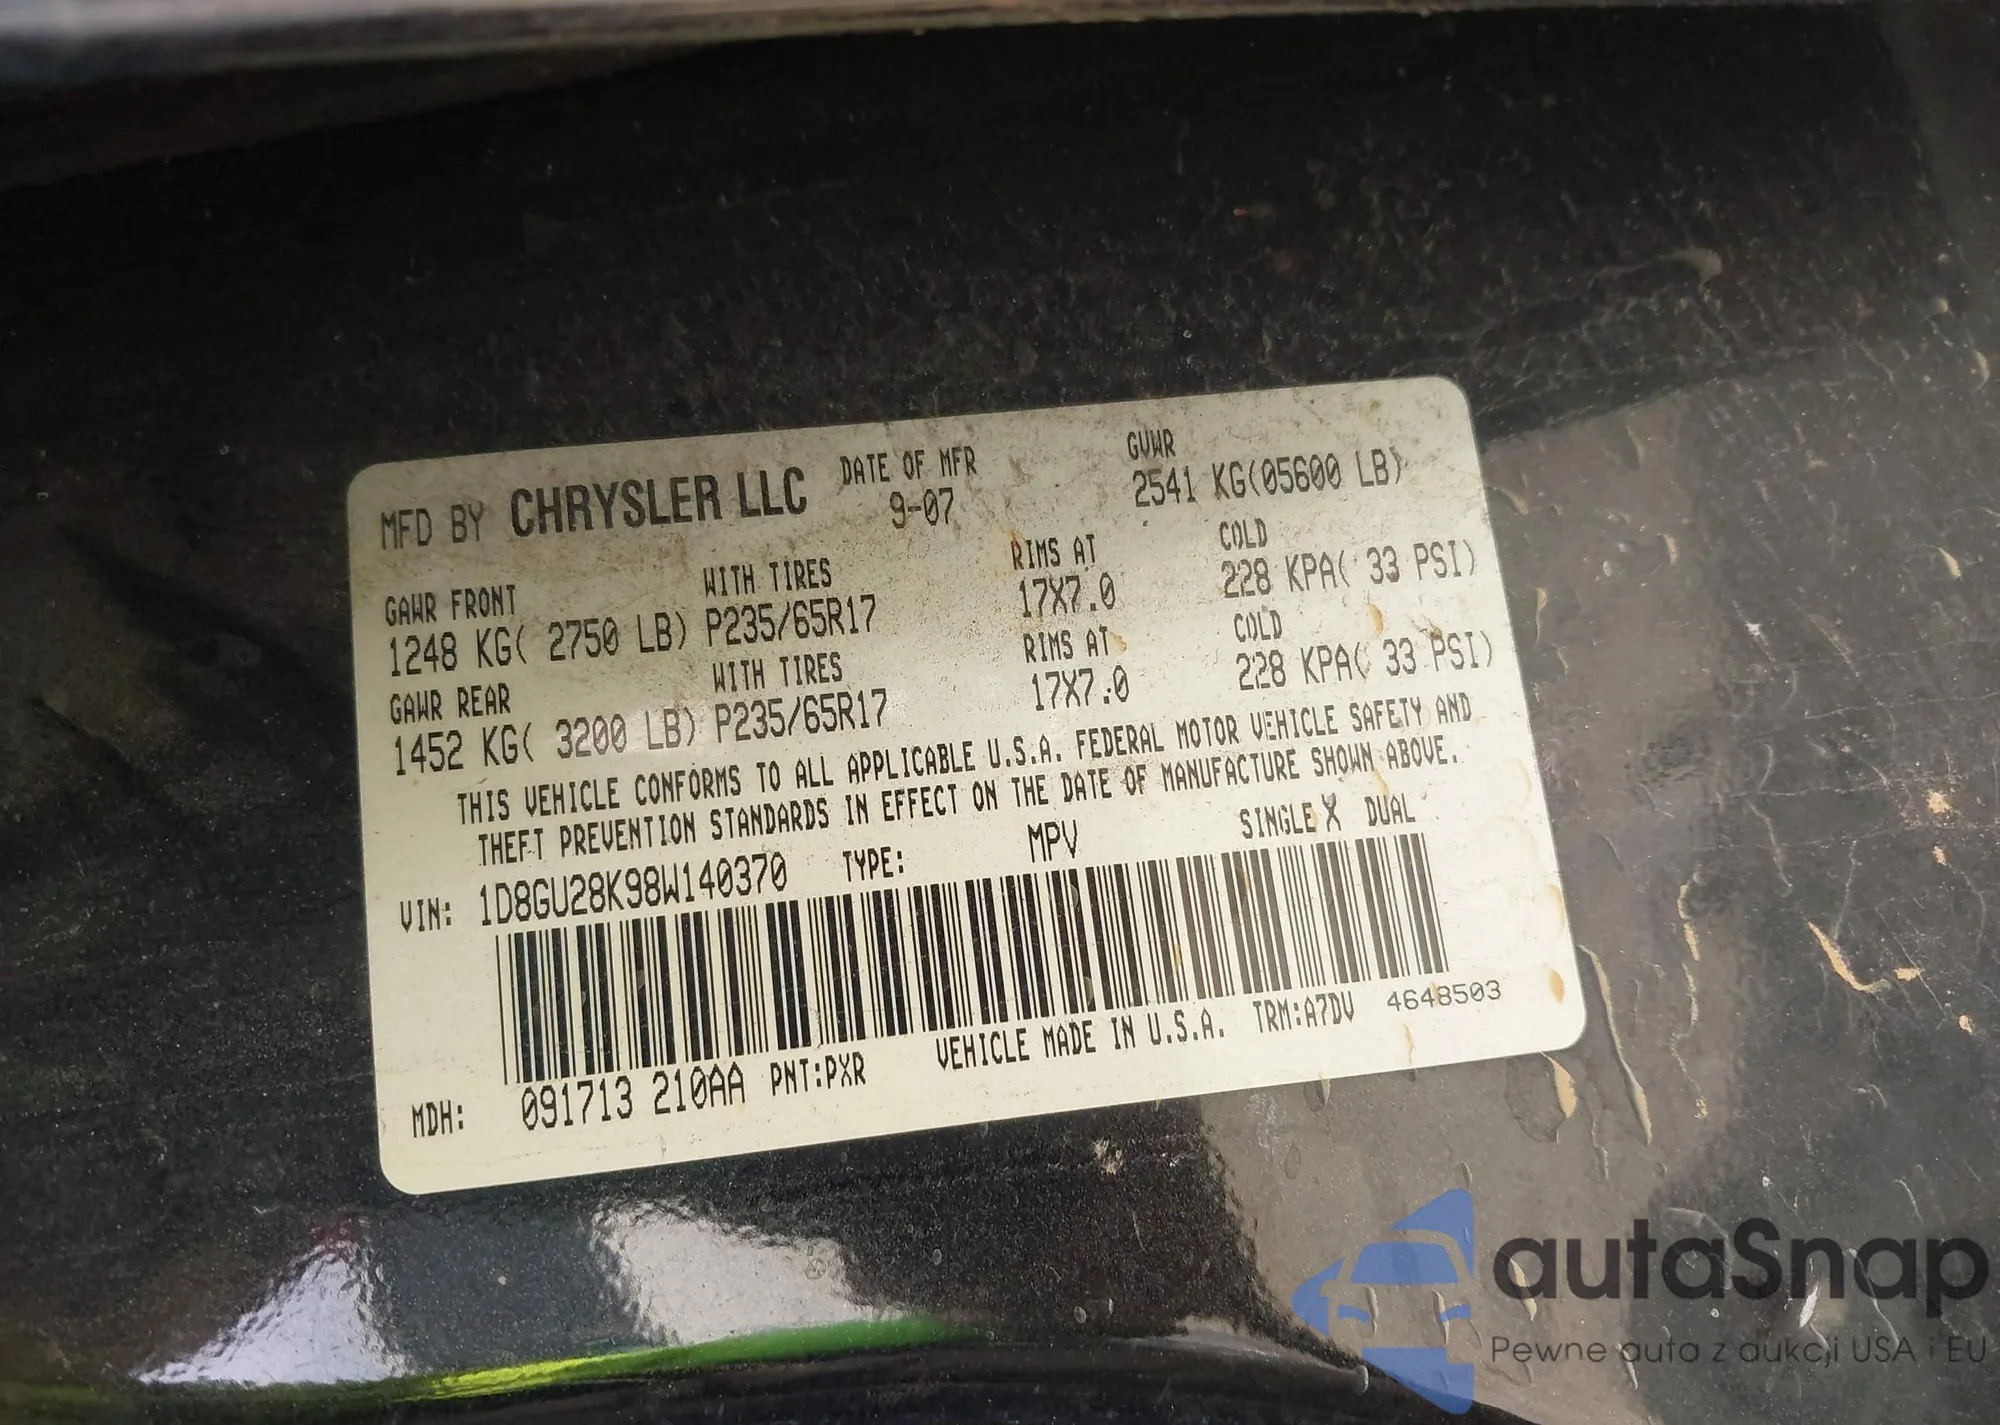 MFD BY CHRYSLER LLC DATE OF MFR GVWR
9-07 2541 KG(05600 LB)
GAWR FRONT WITH TIRES RIMS AT COLD
1248 KG( 2750 LB) P235/65R17 17X7.0 228 KPA( 33 PSI)
GAWR REAR WITH TIRES RIMS AT COLD
1452 KG( 3200 LB) P235/65R17 17X7.0 228 KPA( 33 PSI)
THIS VEHICLE CONFORMS TO ALL APPLICABLE U.S.A. FEDERAL MOTOR VEHICLE SAFETY AND
THEFT PREVENTION STANDARDS IN EFFECT ON THE DATE OF MANUFACTURE SHOWN ABOVE.
VIN: 1D8GU28K98W140370 TYPE: MPV SINGLE X DUAL
MDH: 091713 210AA PNT:PXR VEHICLE MADE IN U.S.A. TRM:A7DV 4648503
autaSnap
Pewne auta z aukcji USA i EU